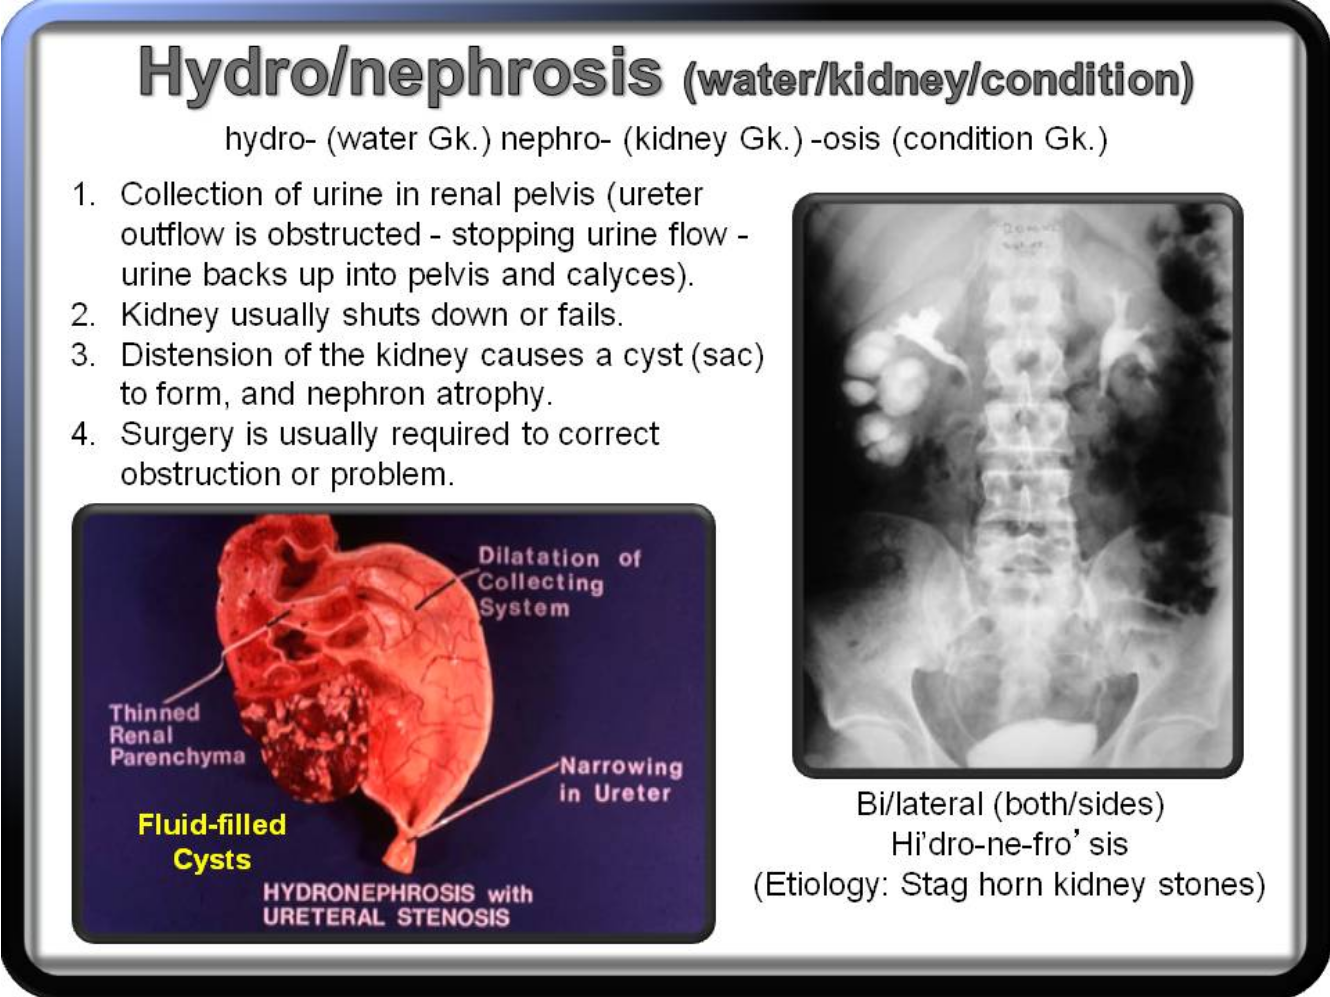 Hydro/nephrosis (water/kidney/condition)
hydro- (water Gk.) nephro- (kidney Gk.) -osis (condition Gk.)
1. Collection of urine in renal pelvis (ureter
outflow is obstructed - stopping urine flow -
urine backs up into pelvis and calyces).
2. Kidney usually shuts down or fails.
3. Distension of the kidney causes a cyst (sac)
to form, and nephron atrophy.
4. Surgery is usually required to correct
obstruction or problem.
Dilatation of
Collecting
System
Thinned
Renal
Parenchyma
Narrowing
in Ureter
Fluid-filled
Cysts
HYDRONEPHROSIS with
URETERAL STENOSIS
Bi/lateral (both/sides)
Hi'dro-ne-fro’ sis
(Etiology: Stag horn kidney stones)